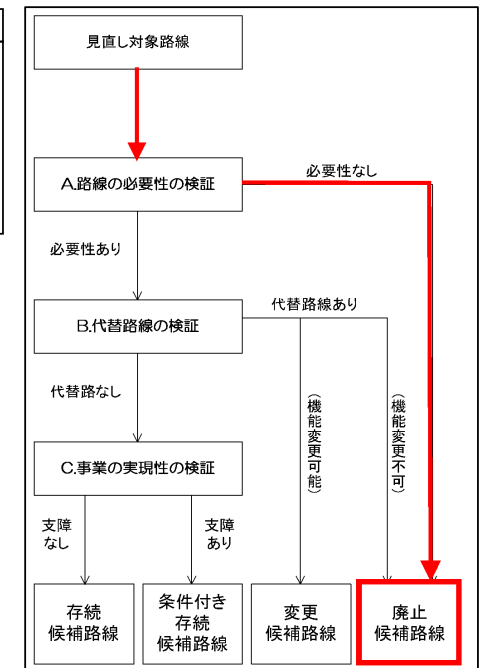 見直し対象路線
A.路線の必要性の検証
必要性なし
必要性あり
B.代替路線の検証
代替路線あり
代替路なし
(機能変更可能)
(機能変更不可)
C.事業の実現性の検証
支障
なし
支障
あり
存続
候補路線
条件付き
存続
候補路線
変更
候補路線
廃止
候補路線